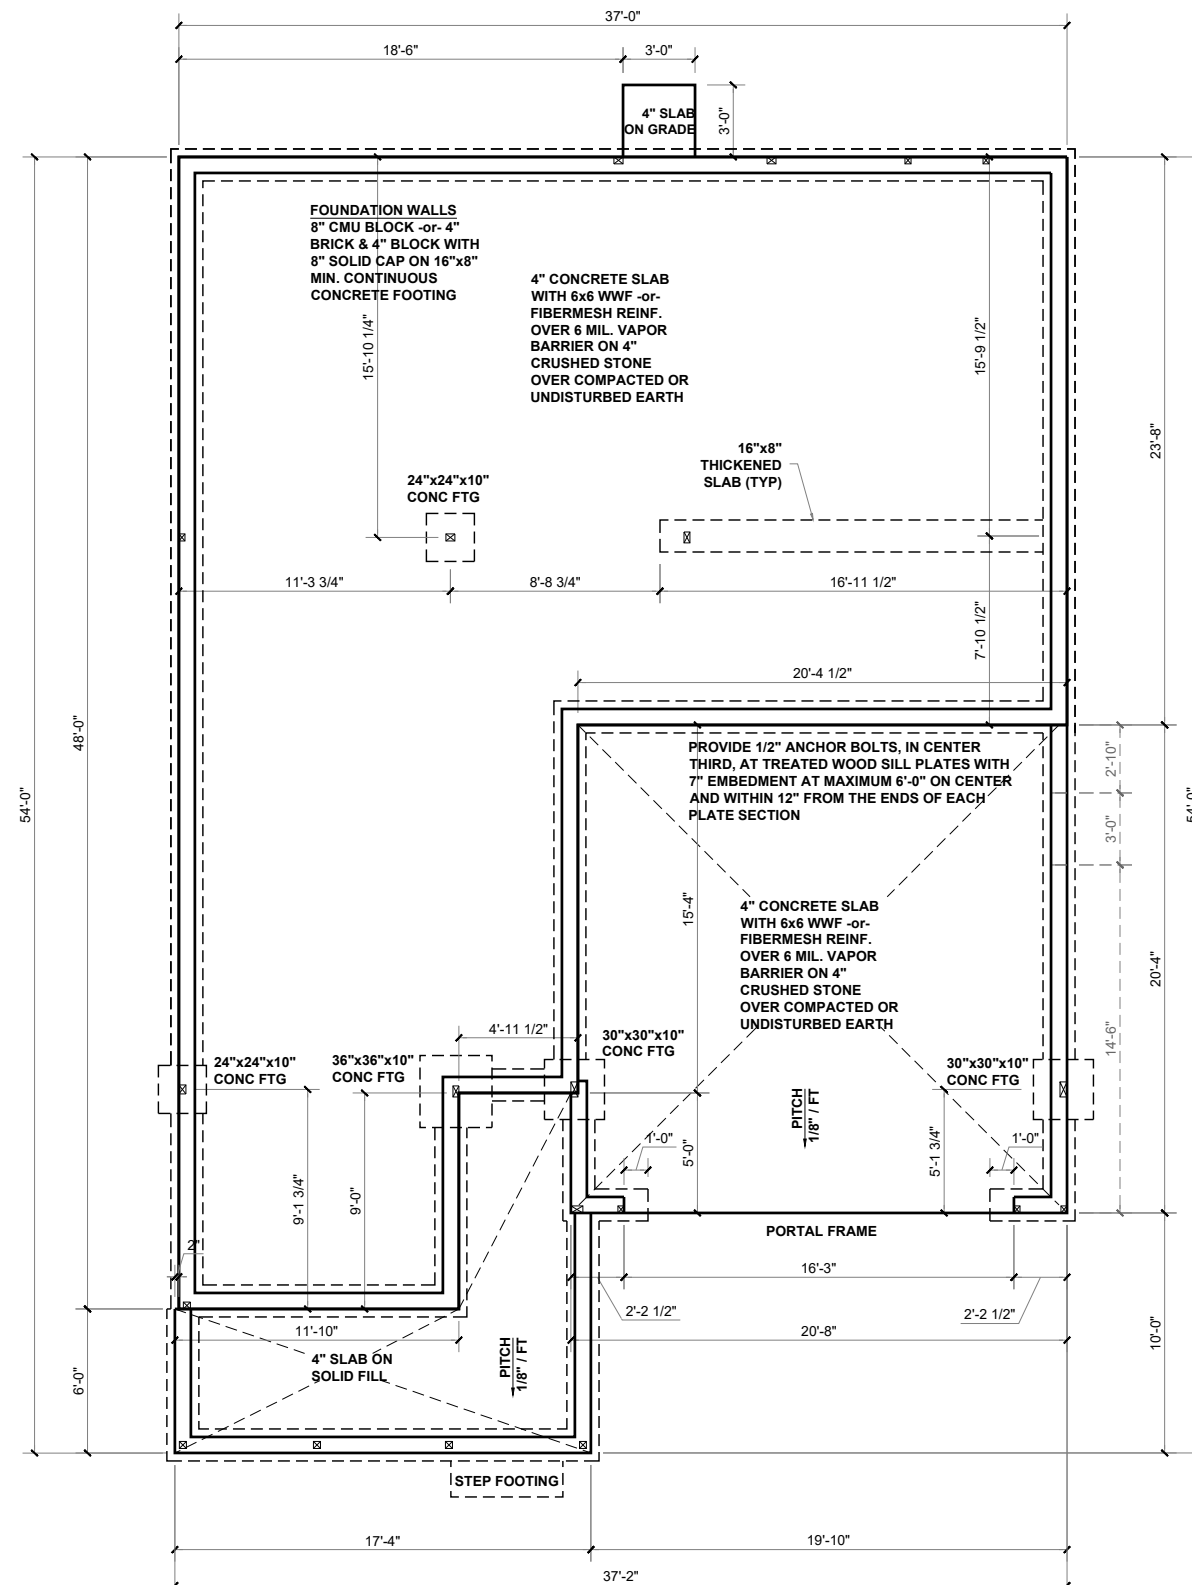 37'-0"
18'-6"
3'-0"
4" SLAB
ON GRADE
3'-0"
FOUNDATION WALLS
8" CMU BLOCK -or- 4"
BRICK & 4" BLOCK WITH
8" SOLID CAP ON 16"x8"
MIN. CONTINUOUS
CONCRETE FOOTING
4" CONCRETE SLAB
WITH 6x6 WWF -or-
FIBERMESH REINF.
OVER 6 MIL. VAPOR
BARRIER ON 4"
CRUSHED STONE
OVER COMPACTED OR
UNDISTURBED EARTH
15'-10 1/4"
15'-9 1/2"
23'-8"
16"x8"
THICKENED
SLAB (TYP)
24"x24"x10"
CONC FTG
11'-3 3/4"
8'-8 3/4"
16'-11 1/2"
7'-10 1/2"
20'-4 1/2"
48'-0"
54'-0"
54'-0"
PROVIDE 1/2" ANCHOR BOLTS, IN CENTER
THIRD, AT TREATED WOOD SILL PLATES WITH
7" EMBEDMENT AT MAXIMUM 6'-0" ON CENTER
AND WITHIN 12" FROM THE ENDS OF EACH
PLATE SECTION
2'-10"
3'-0"
15'-4"
4" CONCRETE SLAB
WITH 6x6 WWF -or-
FIBERMESH REINF.
OVER 6 MIL. VAPOR
BARRIER ON 4"
CRUSHED STONE
OVER COMPACTED OR
UNDISTURBED EARTH
20'-4"
14'-6"
4'-11 1/2"
24"x24"x10"
CONC FTG
36"x36"x10"
CONC FTG
30"x30"x10"
CONC FTG
30"x30"x10"
CONC FTG
PITCH
1/8" / FT
1'-0"
1'-0"
5'-0"
5'-1 3/4"
9'-1 3/4"
9'-0"
2"
PORTAL FRAME
16'-3"
2'-2 1/2"
2'-2 1/2"
11'-10"
20'-8"
10'-0"
6'-0"
4" SLAB ON
SOLID FILL
PITCH
1/8" / FT
STEP FOOTING
17'-4"
19'-10"
37'-2"